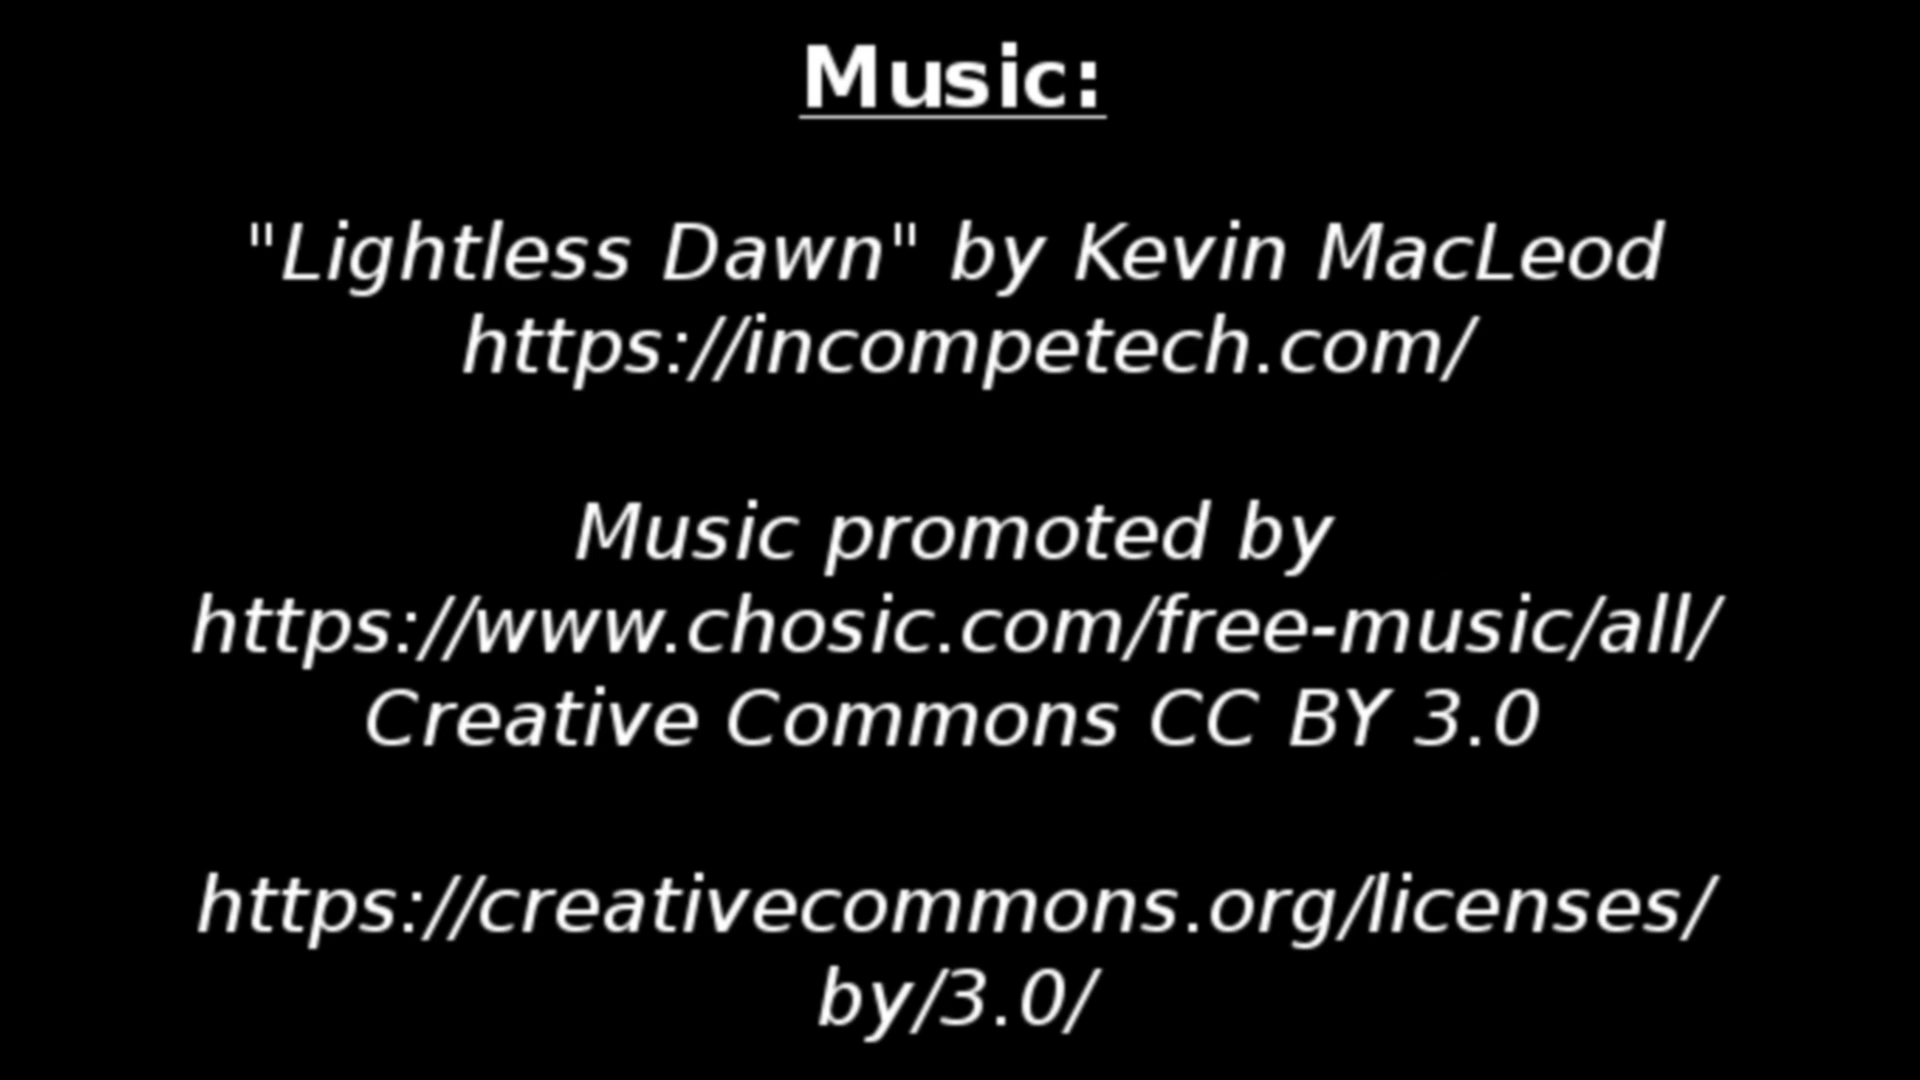 Music:
"Lightless Dawn" by Kevin MacLeod
https://incompetech.com/
Music promoted by
https://www.chosic.com/free-music/all/
Creative Commons CC BY 3.0
https://creativecommons.org/licenses/
by/3.0/